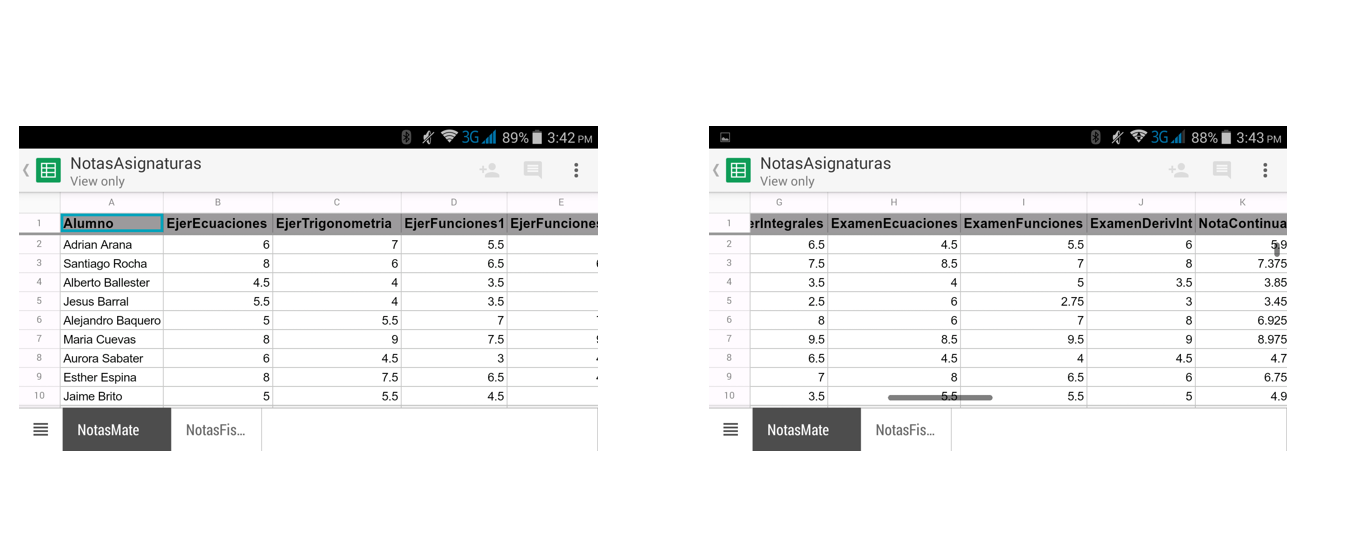 3G 89% 3:42 PM
NotasAsignaturas
View only
A B C D E
1 Alumno EjerEcuaciones EjerTrigonometria EjerFunciones1 EjerFunciones
2 Adrian Arana 6 7 5.5
3 Santiago Rocha 8 6 6.5
4 Alberto Ballester 4.5 4 3.5
5 Jesus Barral 5.5 4 3.5
6 Alejandro Baquero 5 5.5 7
7 Maria Cuevas 8 9 7.5
8 Aurora Sabater 6 4.5 3
9 Esther Espina 8 7.5 6.5
10 Jaime Brito 5 5.5 4.5
NotasMate NotasFis...
3G 88% 3:43 PM
NotasAsignaturas
View only
G H I J K
1 erIntegrales ExamenEcuaciones ExamenFunciones ExamenDerivInt NotaContinua
2 6.5 4.5 5.5 6 5.9
3 7.5 8.5 7 8 7.375
4 3.5 4 5 3.5 3.85
5 2.5 6 2.75 3 3.45
6 8 6 7 8 6.925
7 9.5 8.5 9.5 9 8.975
8 6.5 4.5 4 4.5 4.7
9 7 8 6.5 6 6.75
10 3.5 5.5 5.5 5 4.9
NotasMate NotasFis...